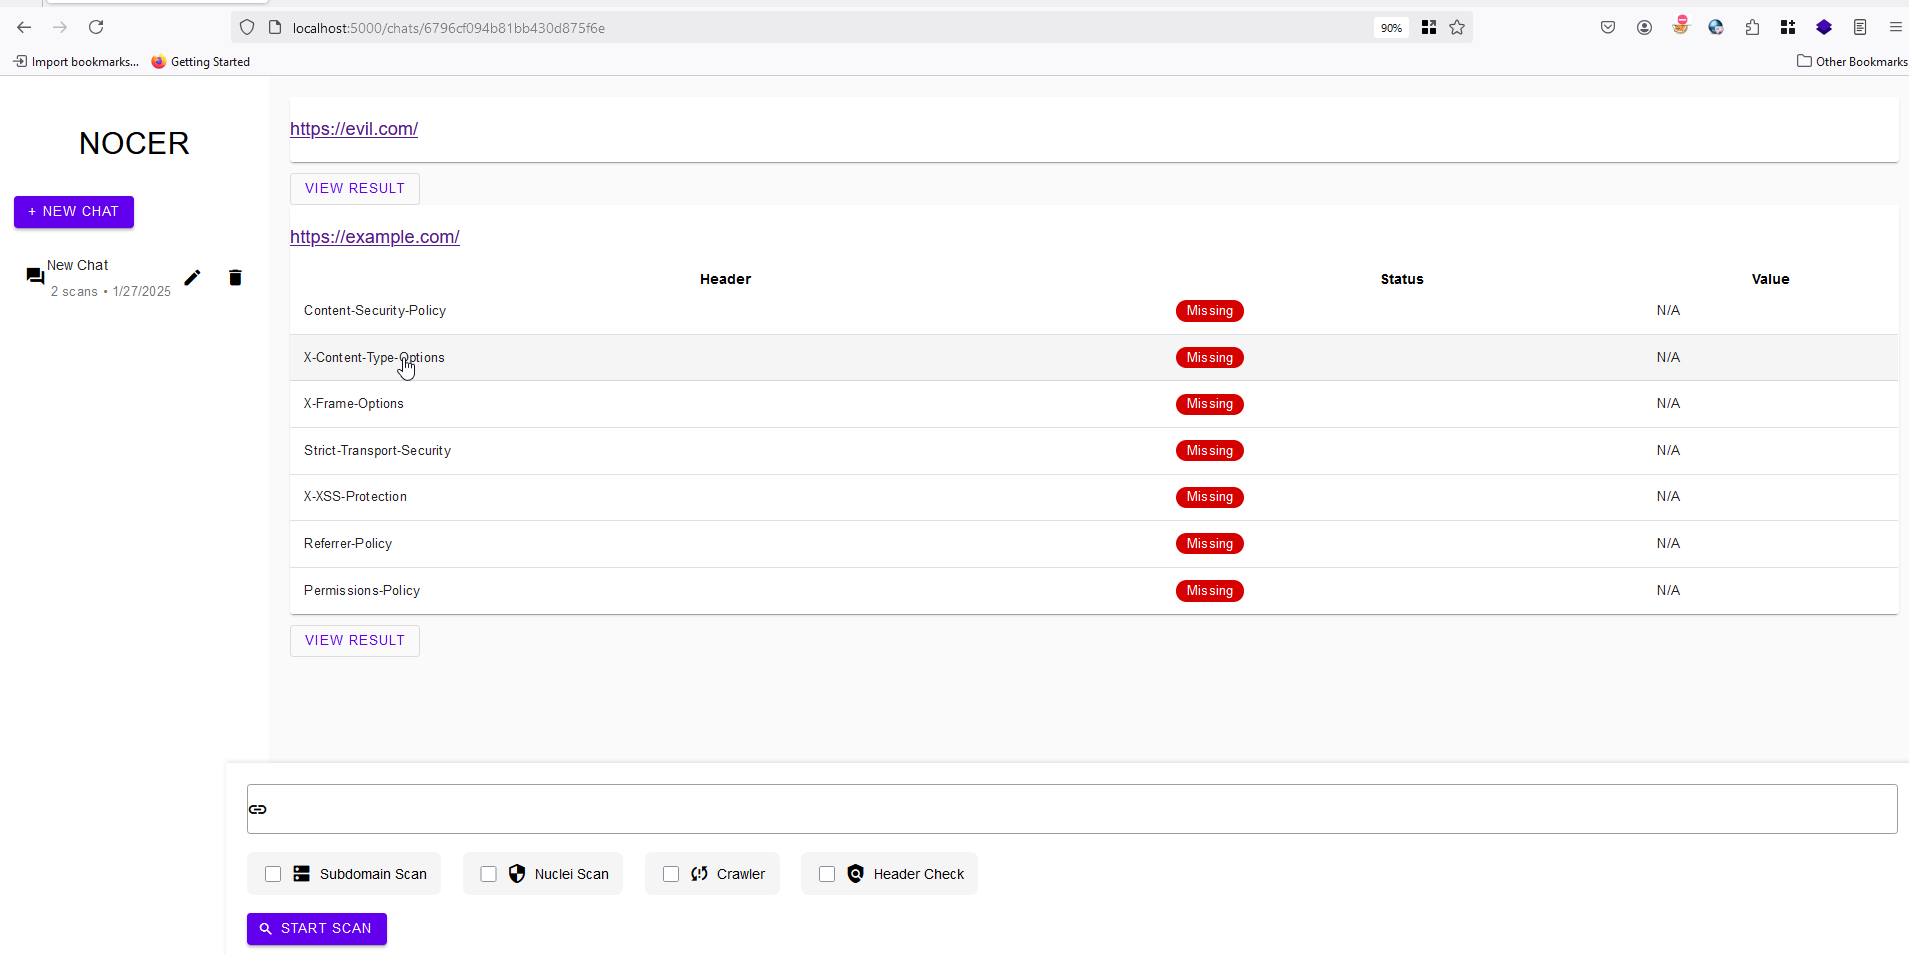 localhost:5000/chats/6796cf094b81bb430d875f6e
90%
Import bookmarks...
Getting Started
Other Bookmarks
NOCER
+ NEW CHAT
New Chat
2 scans • 1/27/2025
https://evil.com/
VIEW RESULT
https://example.com/
Header Status Value
Content-Security-Policy Missing N/A
X-Content-Type-Options Missing N/A
X-Frame-Options Missing N/A
Strict-Transport-Security Missing N/A
X-XSS-Protection Missing N/A
Referrer-Policy Missing N/A
Permissions-Policy Missing N/A
VIEW RESULT
Subdomain Scan Nuclei Scan Crawler Header Check
START SCAN